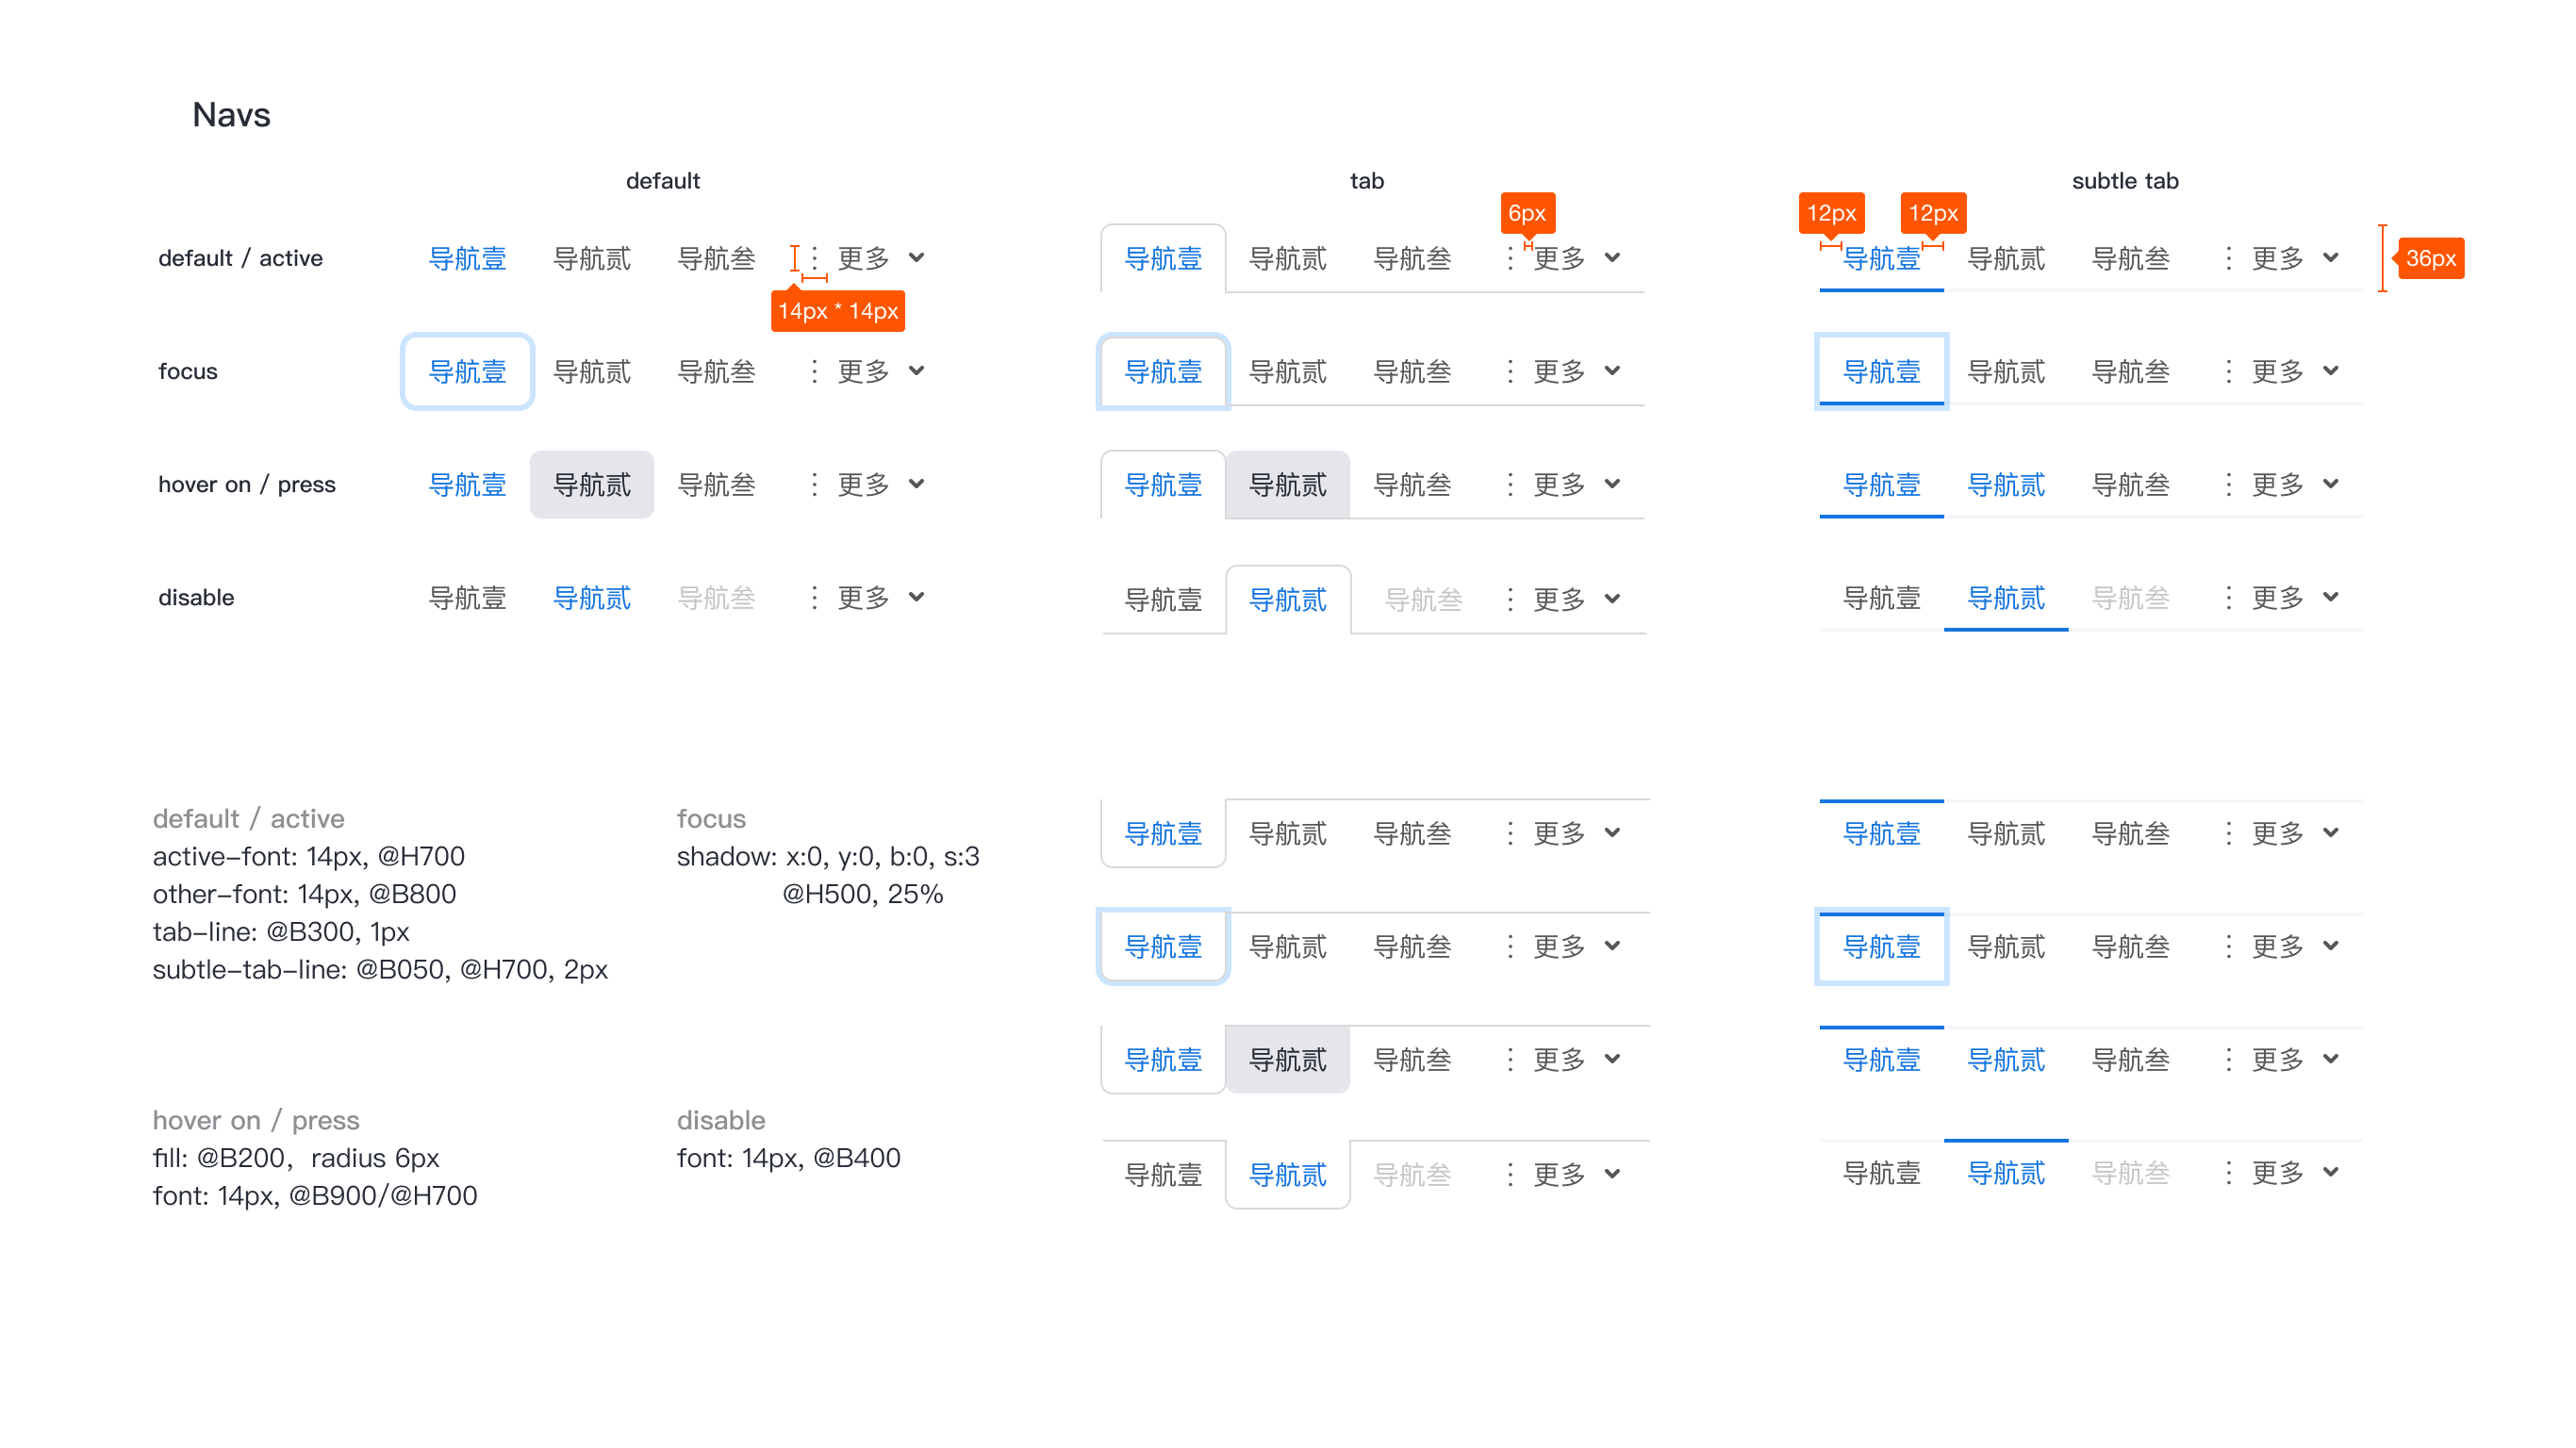 Navs
default
tab
subtle tab
6px
12px
12px
default / active
导航壹 导航贰 导航叁 更多
导航壹 导航贰 导航叁 更多
导航壹 导航贰 导航叁 更多
36px
14px * 14px
focus
导航壹 导航贰 导航叁 更多
导航壹 导航贰 导航叁 更多
导航壹 导航贰 导航叁 更多
hover on / press
导航壹 导航贰 导航叁 更多
导航壹 导航贰 导航叁 更多
导航壹 导航贰 导航叁 更多
disable
导航壹 导航贰 导航叁 更多
导航壹 导航贰 导航叁 更多
导航壹 导航贰 导航叁 更多
default / active
active-font: 14px, @H700
other-font: 14px, @B800
tab-line: @B300, 1px
subtle-tab-line: @B050, @H700, 2px
focus
shadow: x:0, y:0, b:0, s:3
@H500, 25%
hover on / press
fill: @B200，radius 6px
font: 14px, @B900/@H700
disable
font: 14px, @B400
导航壹 导航贰 导航叁 更多
导航壹 导航贰 导航叁 更多
导航壹 导航贰 导航叁 更多
导航壹 导航贰 导航叁 更多
导航壹 导航贰 导航叁 更多
导航壹 导航贰 导航叁 更多
导航壹 导航贰 导航叁 更多
导航壹 导航贰 导航叁 更多